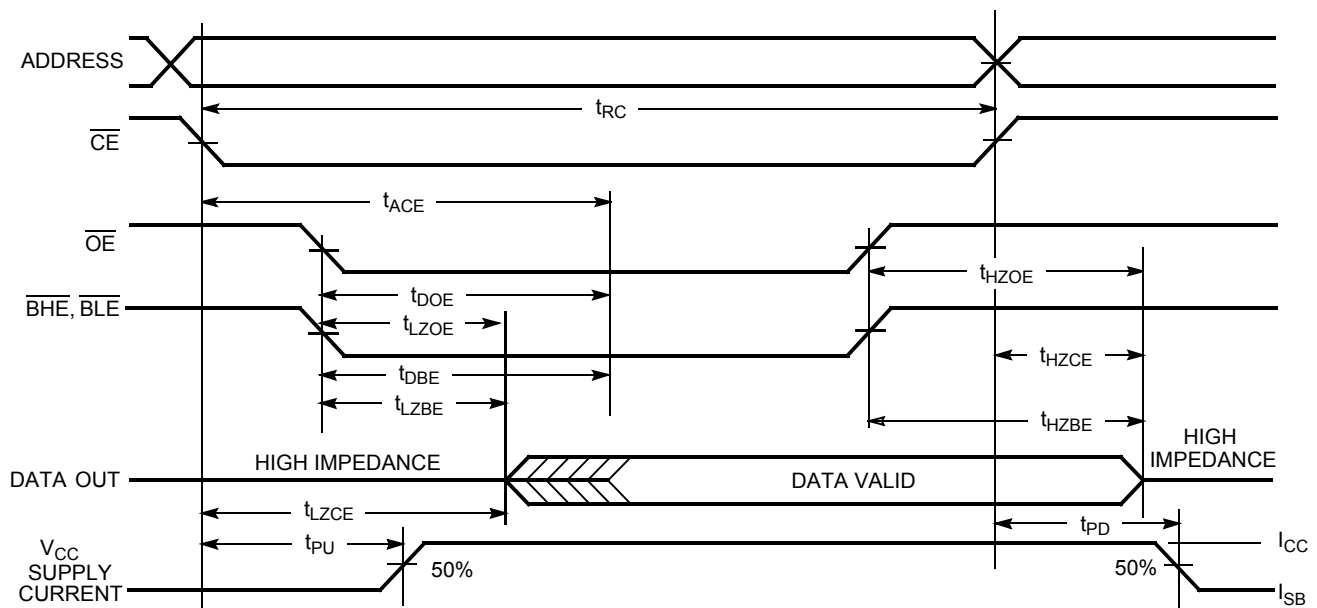 ADDRESS
tRC
CE
tACE
OE
tHZOE
tDOE
BHE, BLE
tLZOE
tHZCE
tDBE
tLZBE
tHZBE
HIGH IMPEDANCE
HIGH
IMPEDANCE
DATA OUT
DATA VALID
tLZCE
tPD
VCC
SUPPLY
CURRENT
tPU
50%
50%
ICC
ISB